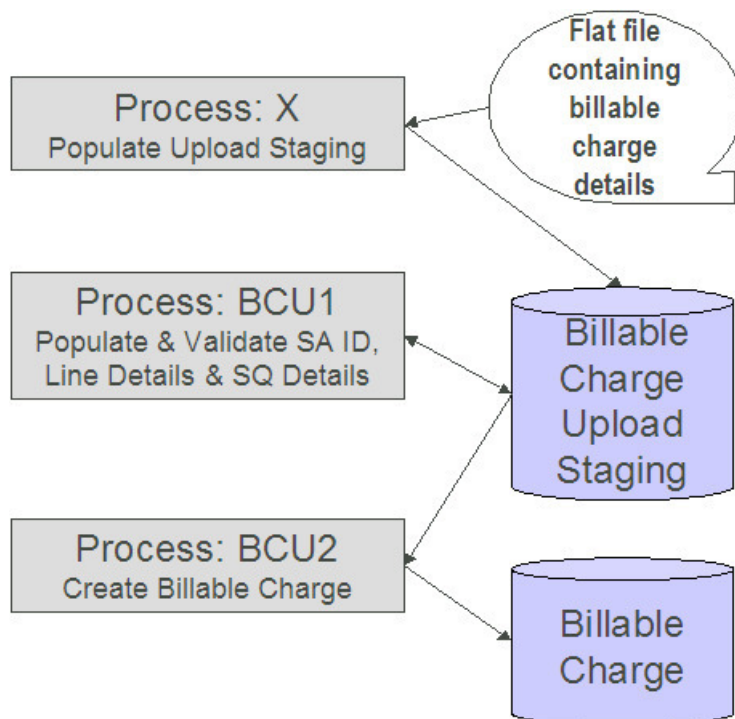 Flat file
containing
billable
charge
details
Process: X
Populate Upload Staging
Process: BCU1
Populate & Validate SA ID,
Line Details & SQ Details
Billable
Charge
Upload
Staging
Process: BCU2
Create Billable Charge
Billable
Charge